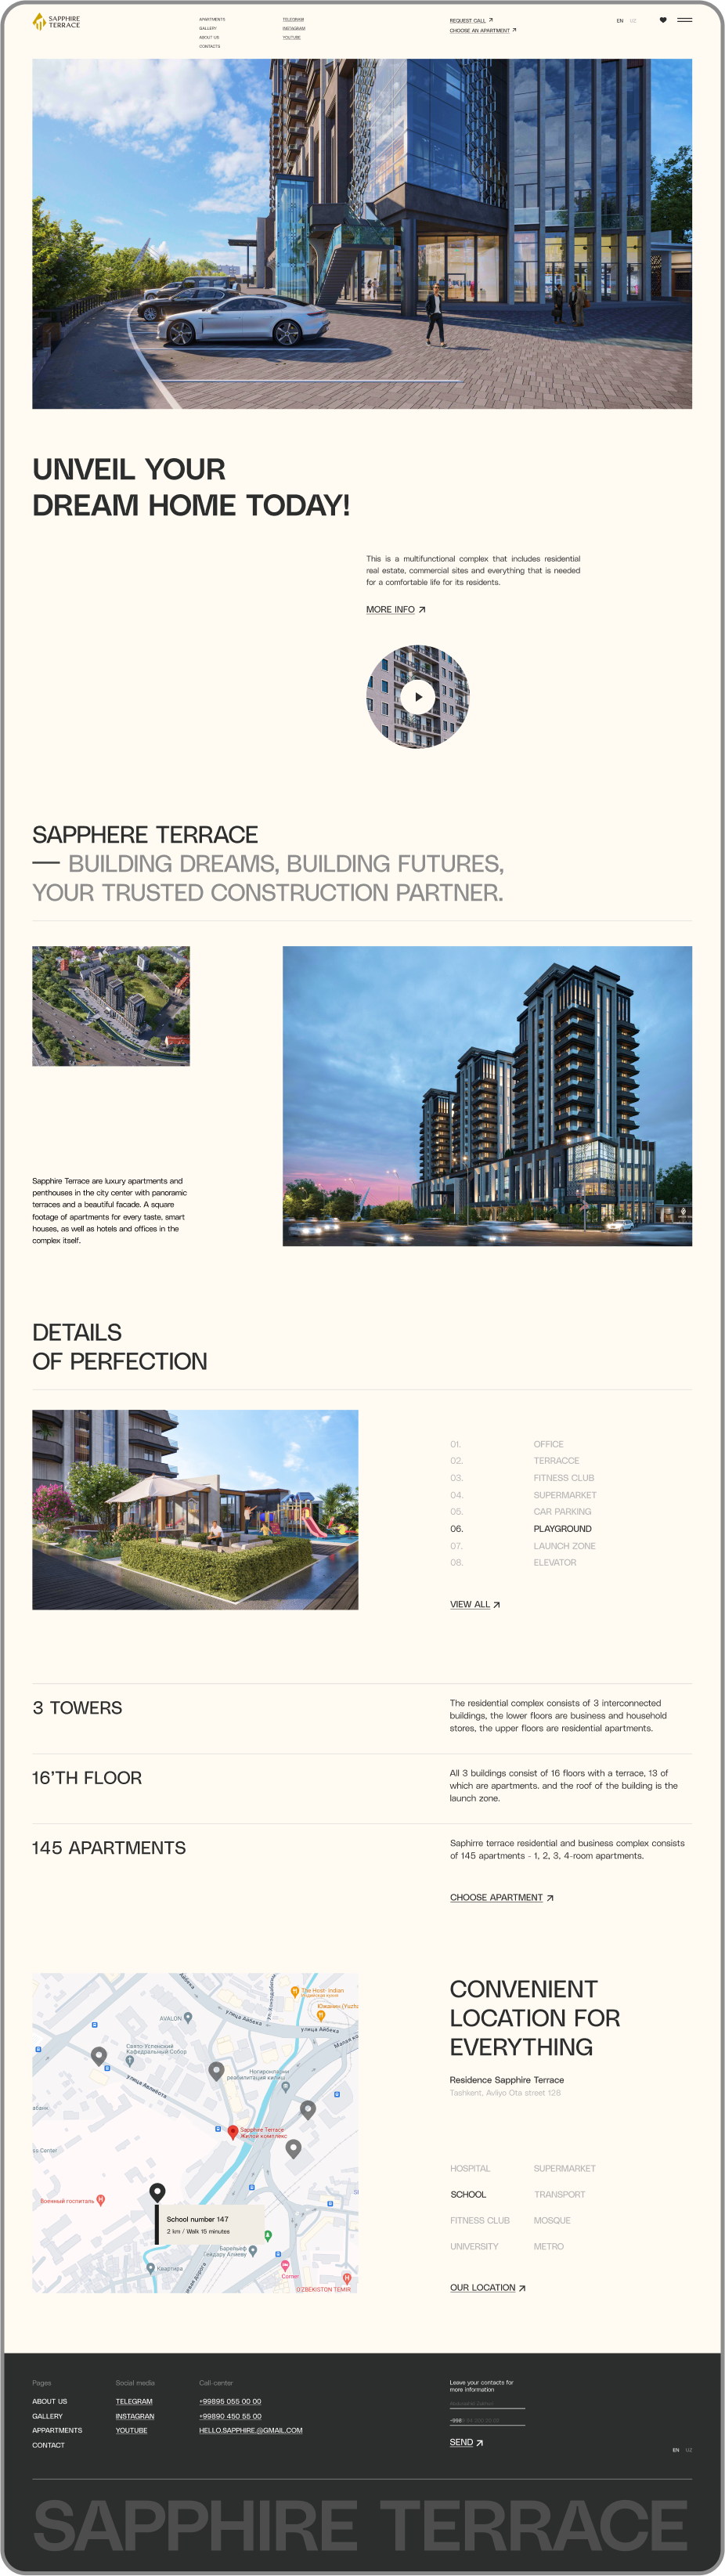 SAPPHIRE
TERRACE
APARTMENTS
GALLERY
ABOUT US
CONTACTS
TELEGRAM
INSTAGRAM
YOUTUBE
REQUEST CALL
CHOOSE AN APARTMENT
EN UZ
UNVEIL YOUR
DREAM HOME TODAY!
This is a multifunctional complex that includes residential
real estate, commercial sites and everything that is needed
for a comfortable life for its residents.
MORE INFO
SAPPHERE TERRACE
— BUILDING DREAMS, BUILDING FUTURES,
YOUR TRUSTED CONSTRUCTION PARTNER.
Sapphire Terrace are luxury apartments and
penthouses in the city center with panoramic
terraces and a beautiful facade. A square
footage of apartments for every taste, smart
houses, as well as hotels and offices in the
complex itself.
DETAILS
OF PERFECTION
01. OFFICE
02. TERRACCE
03. FITNESS CLUB
04. SUPERMARKET
05. CAR PARKING
06. PLAYGROUND
07. LAUNCH ZONE
08. ELEVATOR
VIEW ALL
3 TOWERS
The residential complex consists of 3 interconnected
buildings, the lower floors are business and household
stores, the upper floors are residential apartments.
16'TH FLOOR
All 3 buildings consist of 16 floors with a terrace, 13 of
which are apartments. and the roof of the building is the
launch zone.
145 APARTMENTS
Saphirre terrace residential and business complex consists
of 145 apartments - 1, 2, 3, 4-room apartments.
CHOOSE APARTMENT
The Host- Indian
улица Айбека
AVALON
улица Айбека
Свято-Успенский
Кафедральный Собор
улица Авлиёота
Sapphire Terrace
Жилой комплекс
Военный госпиталь
School number 147
2 km / Walk 15 minutes
Барельеф
Гейдару Алиеву
Квартира
Corner
O'ZBEKISTON TEMIR
CONVENIENT
LOCATION FOR
EVERYTHING
Residence Sapphire Terrace
Tashkent. Avliyo Ota street 128
HOSPITAL SUPERMARKET
SCHOOL TRANSPORT
FITNESS CLUB MOSQUE
UNIVERSITY METRO
OUR LOCATION
Pages
ABOUT US
GALLERY
APPARTMENTS
CONTACT
Social media
TELEGRAM
INSTAGRAN
YOUTUBE
Call-center
+99895 055 00 00
+99890 450 55 00
HELLO.SAPPHIRE.@GMAIL.COM
Leave your contacts for
more information
+998
SEND
EN UZ
SAPPHIRE TERRACE